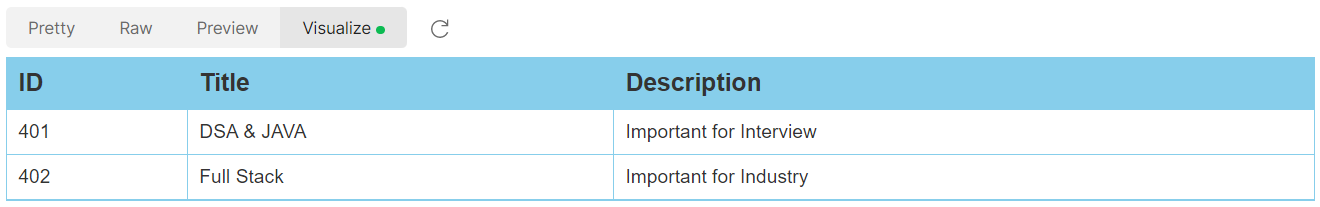 Pretty Raw Preview Visualize
ID Title Description
401 DSA & JAVA Important for Interview
402 Full Stack Important for Industry